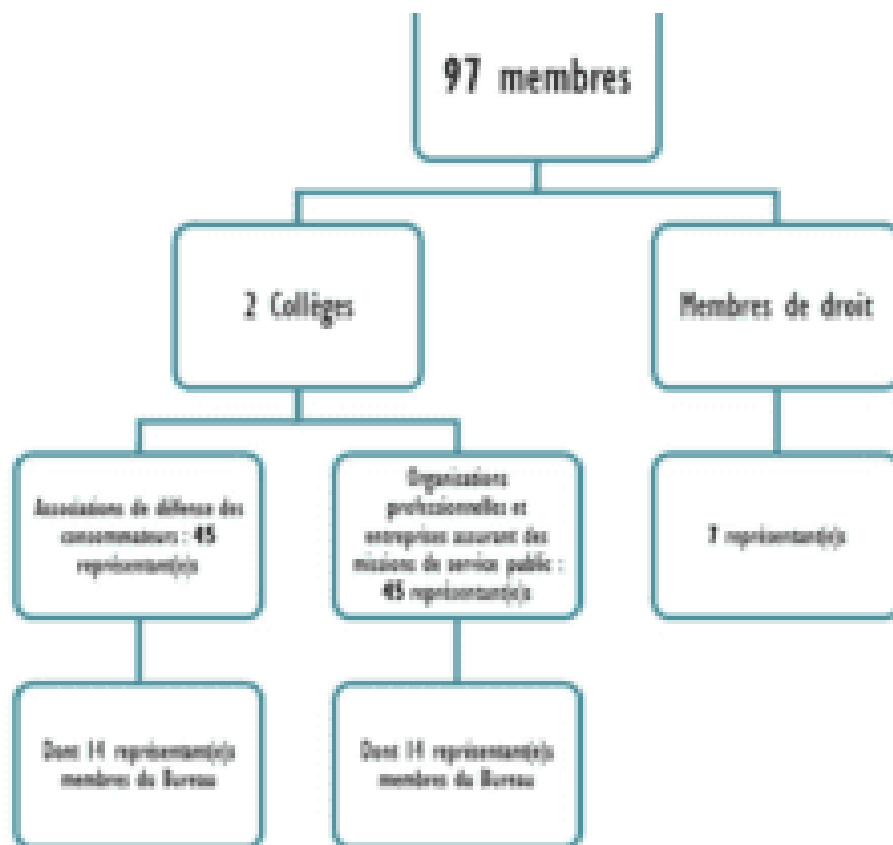 97 membres
2 Collèges
Membres de droit
Associations de défense des
consommateurs : 45
représentant(e)s
Organisations
professionnelles et
entreprises assurant des
missions de service public :
45 représentant(e)s
7 représentant(e)s
Dont 14 représentant(e)s
membres du Bureau
Dont 14 représentant(e)s
membres du Bureau